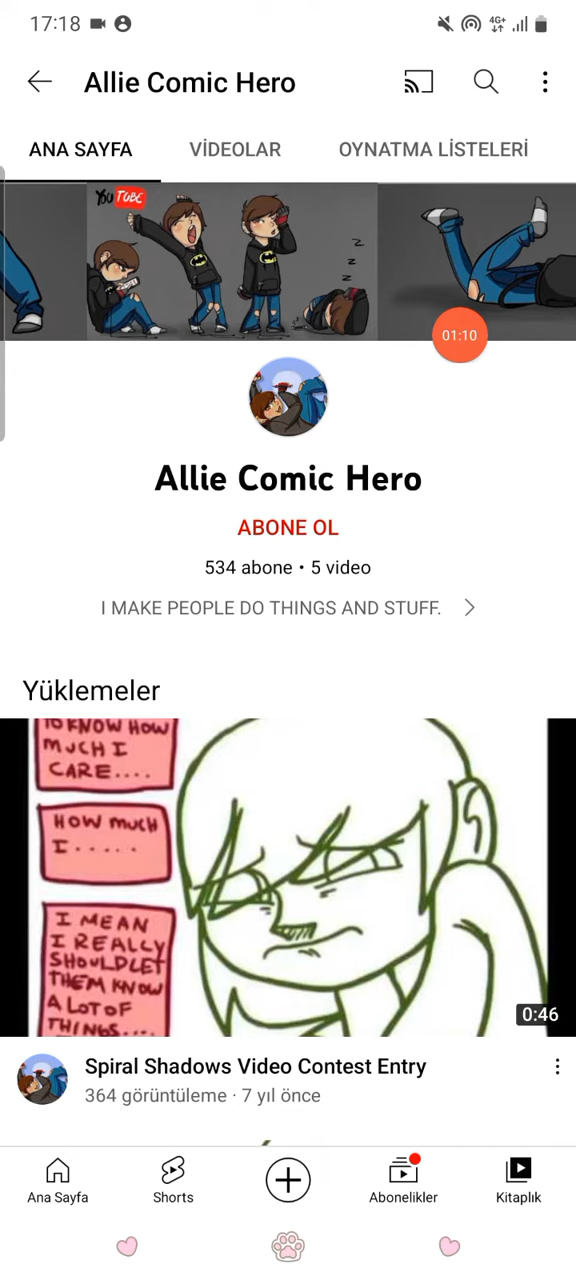 17:18
4G+
Allie Comic Hero
ANA SAYFA
VİDEOLAR
OYNATMA LİSTELERİ
YOU TUBE
z
z
z
01:10
Allie Comic Hero
ABONE OL
534 abone • 5 video
I MAKE PEOPLE DO THINGS AND STUFF.
Yüklemeler
TO KNOW HOW
MUCH I
CARE....
HOW MUCH
I.....
I MEAN
I REALLY
SHOULD LET
THEM KNOW
A LOT OF
THINGS....
0:46
Spiral Shadows Video Contest Entry
364 görüntüleme · 7 yıl önce
Ana Sayfa
Shorts
Abonelikler
Kitaplık